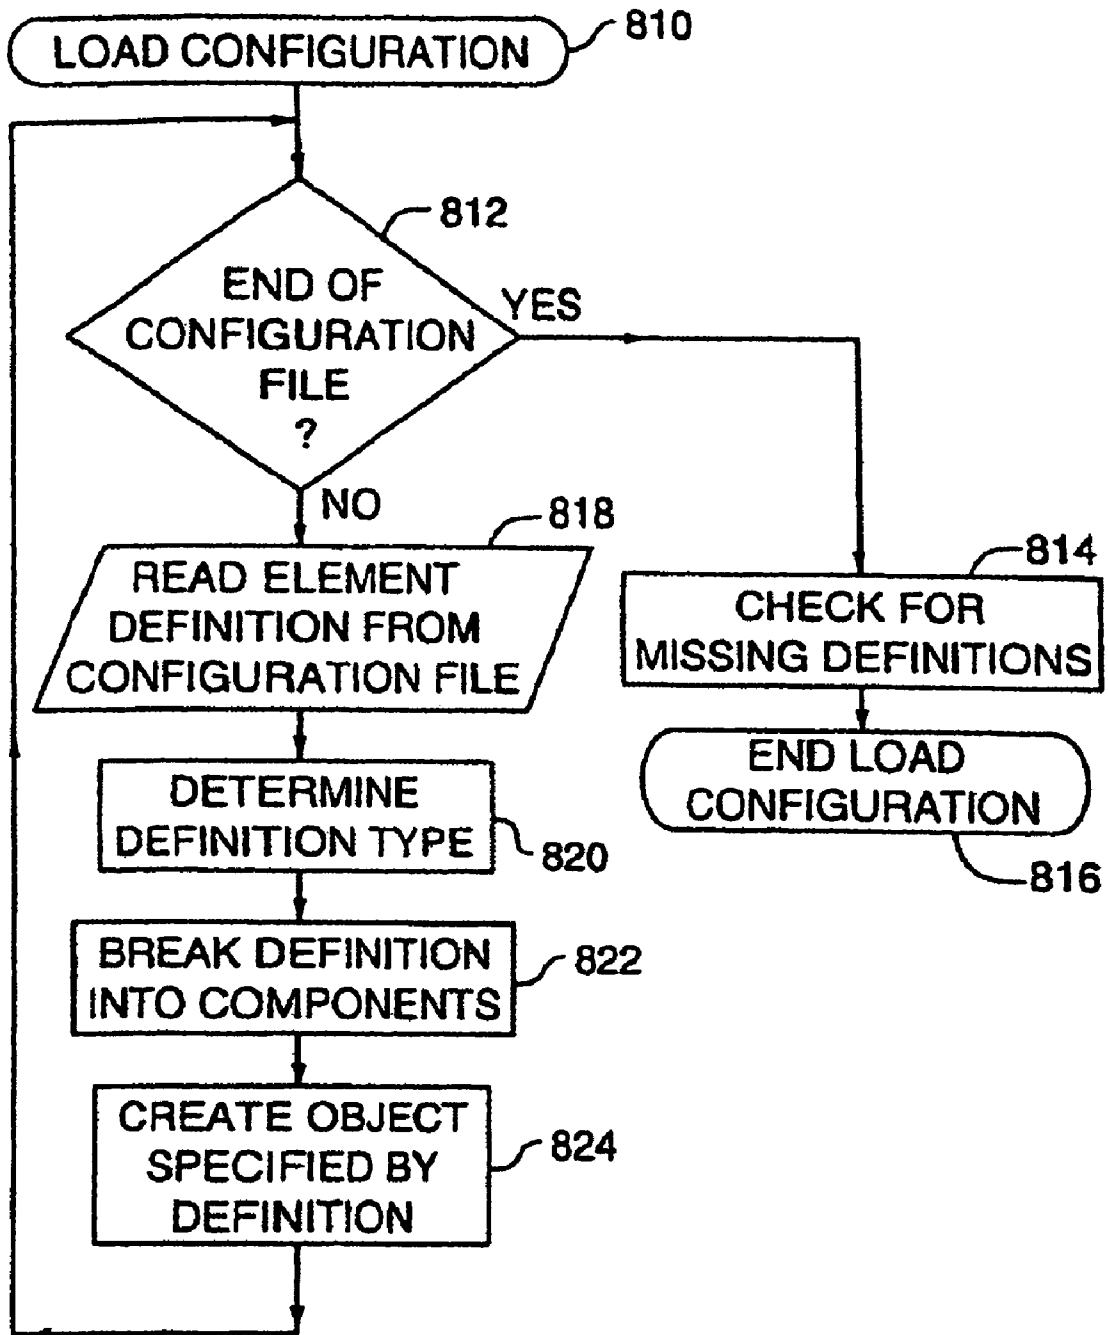 LOAD CONFIGURATION
810
812
END OF
CONFIGURATION
FILE
?
YES
NO
818
READ ELEMENT
DEFINITION FROM
CONFIGURATION FILE
814
CHECK FOR
MISSING DEFINITIONS
END LOAD
CONFIGURATION
816
DETERMINE
DEFINITION TYPE
820
BREAK DEFINITION
INTO COMPONENTS
822
CREATE OBJECT
SPECIFIED BY
DEFINITION
824